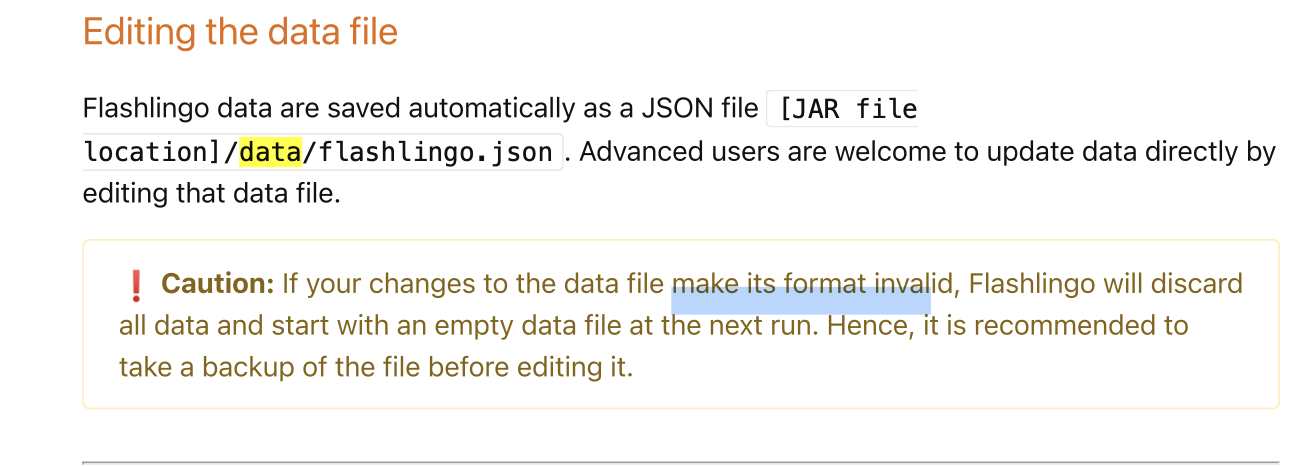 Editing the data file
Flashlingo data are saved automatically as a JSON file [JAR file
location]/data/flashlingo.json. Advanced users are welcome to update data directly by
editing that data file.
❗ Caution: If your changes to the data file make its format invalid, Flashlingo will discard
all data and start with an empty data file at the next run. Hence, it is recommended to
take a backup of the file before editing it.